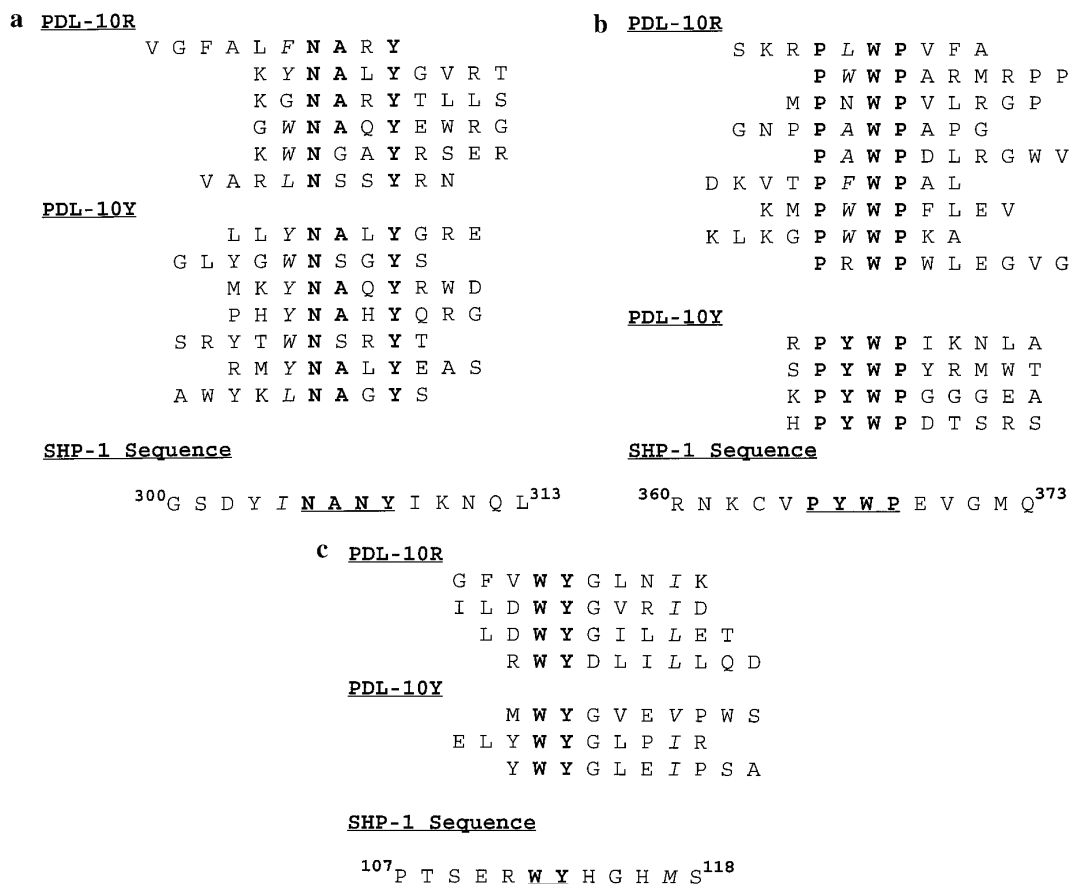 a PDL-10R
V G F A L F N A R Y
K Y N A L Y G V R T
K G N A R Y T L L S
G W N A Q Y E W R G
K W N G A Y R S E R
V A R L N S S Y R N
PDL-10Y
L L Y N A L Y G R E
G L Y G W N S G Y S
M K Y N A Q Y R W D
P H Y N A H Y Q R G
S R Y T W N S R Y T
R M Y N A L Y E A S
A W Y K L N A G Y S
SHP-1 Sequence
300G S D Y I N A N Y I K N Q L313
b PDL-10R
S K R P L W P V F A
P W W P A R M R P P
M P N W P V L R G P
G N P P A W P A P G
P A W P D L R G W V
D K V T P F W P A L
K M P W W P F L E V
K L K G P W W P K A
P R W P W L E G V G
PDL-10Y
R P Y W P I K N L A
S P Y W P Y R M W T
K P Y W P G G G E A
H P Y W P D T S R S
SHP-1 Sequence
360R N K C V P Y W P E V G M Q373
c PDL-10R
G F V W Y G L N I K
I L D W Y G V R I D
L D W Y G I L L E T
R W Y D L I L L Q D
PDL-10Y
M W Y G V E V P W S
E L Y W Y G L P I R
Y W Y G L E I P S A
SHP-1 Sequence
107P T S E R W Y H G H M S118